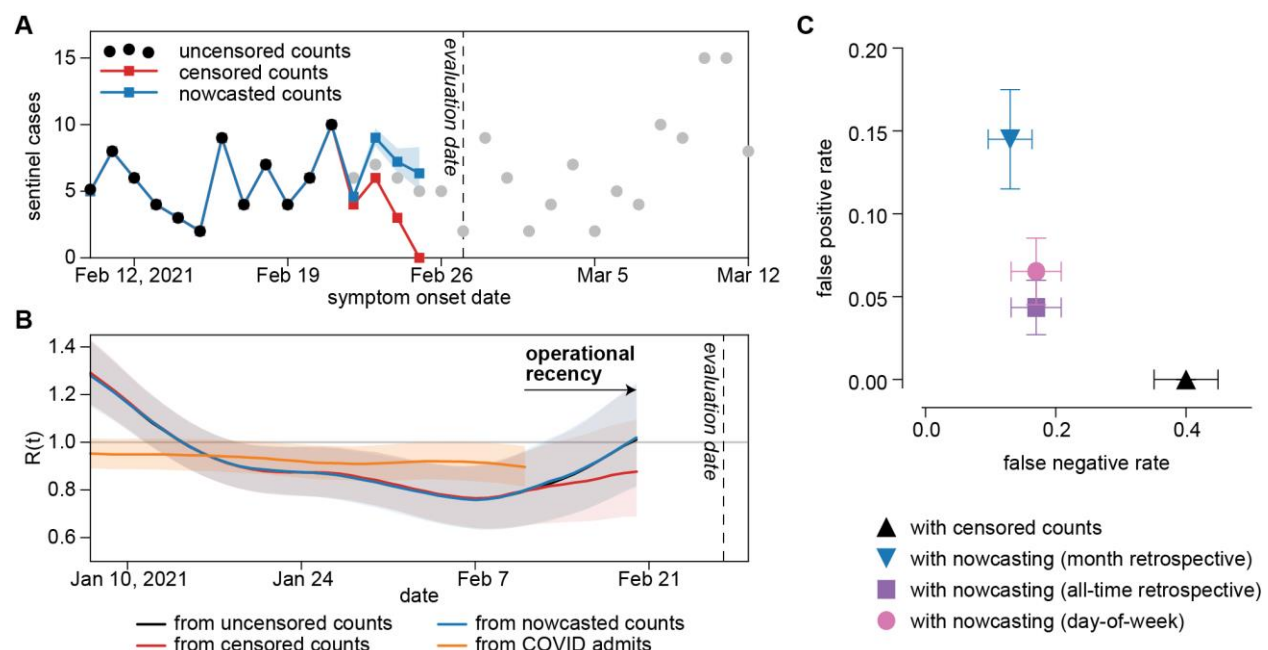 A
uncensored counts
censored counts
nowcasted counts
evaluation date
sentinel cases
15
10
5
0
Feb 12, 2021
Feb 19
Feb 26
Mar 5
Mar 12
symptom onset date
B
operational
recency
evaluation date
R(t)
1.4
1.2
1.0
0.8
0.6
Jan 10, 2021
Jan 24
Feb 7
Feb 21
date
from uncensored counts
from nowcasted counts
from censored counts
from COVID admits
C
false positive rate
0.20
0.15
0.10
0.05
0.00
0.0
0.2
0.4
false negative rate
with censored counts
with nowcasting (month retrospective)
with nowcasting (all-time retrospective)
with nowcasting (day-of-week)